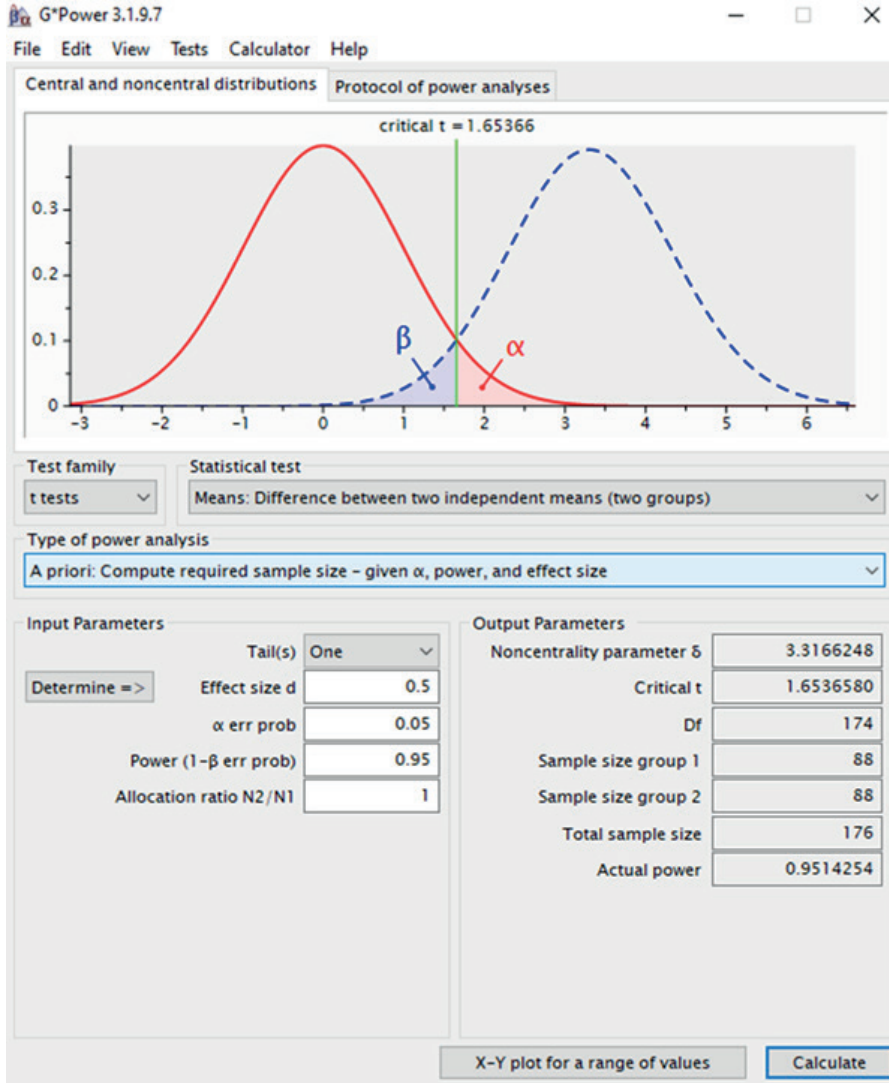 G*Power 3.1.9.7
File Edit View Tests Calculator Help
Central and noncentral distributions Protocol of power analyses
critical t = 1.65366
0.3
0.2
0.1
0
β α
-3 -2 -1 0 1 2 3 4 5 6
Test family Statistical test
t tests Means: Difference between two independent means (two groups)
Type of power analysis
A priori: Compute required sample size – given α, power, and effect size
Input Parameters Output Parameters
Tail(s) One Noncentrality parameter δ 3.3166248
Determine => Effect size d 0.5 Critical t 1.6536580
α err prob 0.05 Df 174
Power (1-β err prob) 0.95 Sample size group 1 88
Allocation ratio N2/N1 1 Sample size group 2 88
Total sample size 176
Actual power 0.9514254
X-Y plot for a range of values Calculate